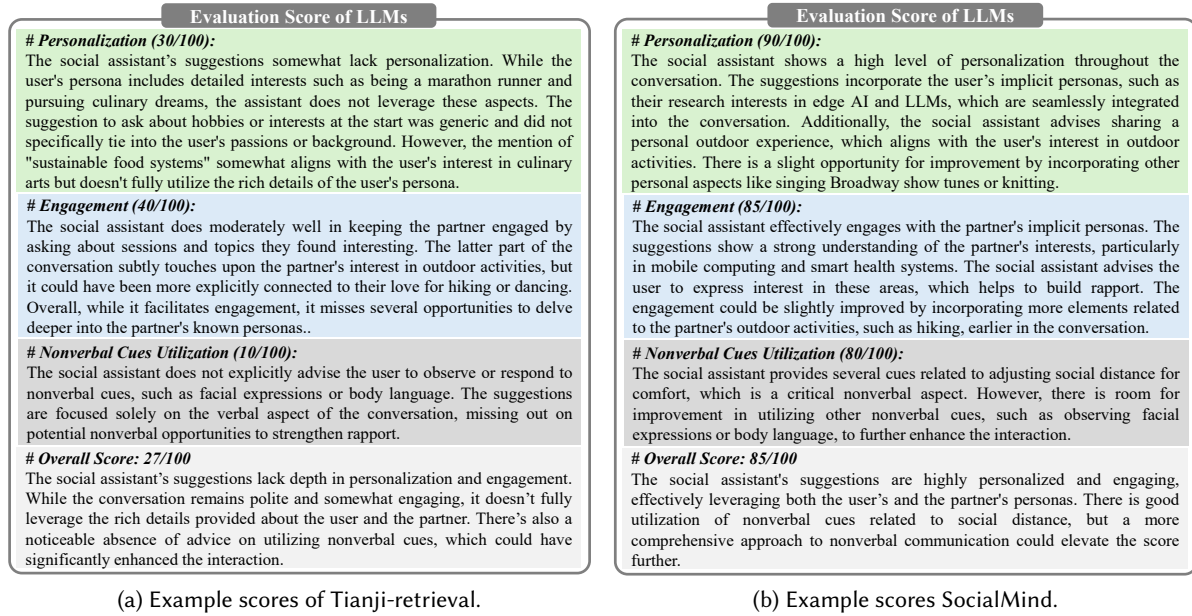 Evaluation Score of LLMs
# Personalization (30/100):
The social assistant's suggestions somewhat lack personalization. While the
user's persona includes detailed interests such as being a marathon runner and
pursuing culinary dreams, the assistant does not leverage these aspects. The
suggestion to ask about hobbies or interests at the start was generic and did not
specifically tie into the user's passions or background. However, the mention of
"sustainable food systems" somewhat aligns with the user's interest in culinary
arts but doesn't fully utilize the rich details of the user's persona.
# Engagement (40/100):
The social assistant does moderately well in keeping the partner engaged by
asking about sessions and topics they found interesting. The latter part of the
conversation subtly touches upon the partner's interest in outdoor activities, but
it could have been more explicitly connected to their love for hiking or dancing.
Overall, while it facilitates engagement, it misses several opportunities to delve
deeper into the partner's known personas..
# Nonverbal Cues Utilization (10/100):
The social assistant does not explicitly advise the user to observe or respond to
nonverbal cues, such as facial expressions or body language. The suggestions
are focused solely on the verbal aspect of the conversation, missing out on
potential nonverbal opportunities to strengthen rapport.
# Overall Score: 27/100
The social assistant's suggestions lack depth in personalization and engagement.
While the conversation remains polite and somewhat engaging, it doesn't fully
leverage the rich details provided about the user and the partner. There's also a
noticeable absence of advice on utilizing nonverbal cues, which could have
significantly enhanced the interaction.
(a) Example scores of Tianji-retrieval.
Evaluation Score of LLMs
# Personalization (90/100):
The social assistant shows a high level of personalization throughout the
conversation. The suggestions incorporate the user's implicit personas, such as
their research interests in edge AI and LLMs, which are seamlessly integrated
into the conversation. Additionally, the social assistant advises sharing a
personal outdoor experience, which aligns with the user's interest in outdoor
activities. There is a slight opportunity for improvement by incorporating other
personal aspects like singing Broadway show tunes or knitting.
# Engagement (85/100):
The social assistant effectively engages with the partner's implicit personas. The
suggestions show a strong understanding of the partner's interests, particularly
in mobile computing and smart health systems. The social assistant advises the
user to express interest in these areas, which helps to build rapport. The
engagement could be slightly improved by incorporating more elements related
to the partner's outdoor activities, such as hiking, earlier in the conversation.
# Nonverbal Cues Utilization (80/100):
The social assistant provides several cues related to adjusting social distance for
comfort, which is a critical nonverbal aspect. However, there is room for
improvement in utilizing other nonverbal cues, such as observing facial
expressions or body language, to further enhance the interaction.
# Overall Score: 85/100
The social assistant's suggestions are highly personalized and engaging,
effectively leveraging both the user's and the partner's personas. There is good
utilization of nonverbal cues related to social distance, but a more
comprehensive approach to nonverbal communication could elevate the score
further.
(b) Example scores SocialMind.